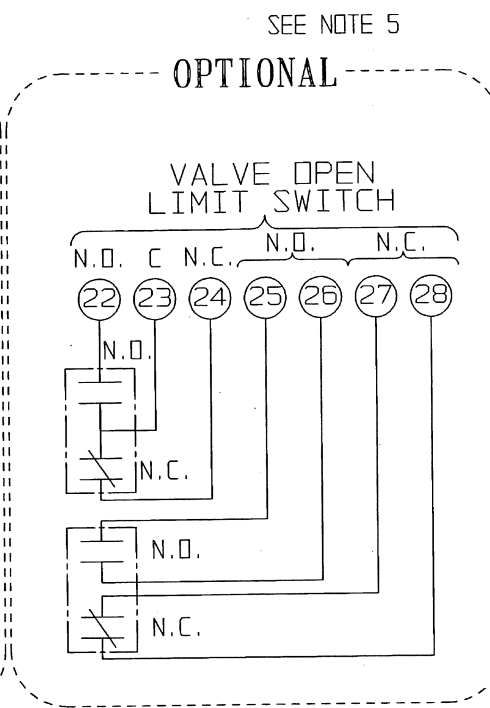 SEE NOTE 5
OPTIONAL
VALVE OPEN
LIMIT SWITCH
N.O. C N.C. N.O. N.C.
22 23 24 25 26 27 28
N.O.
N.C.
N.O.
N.C.